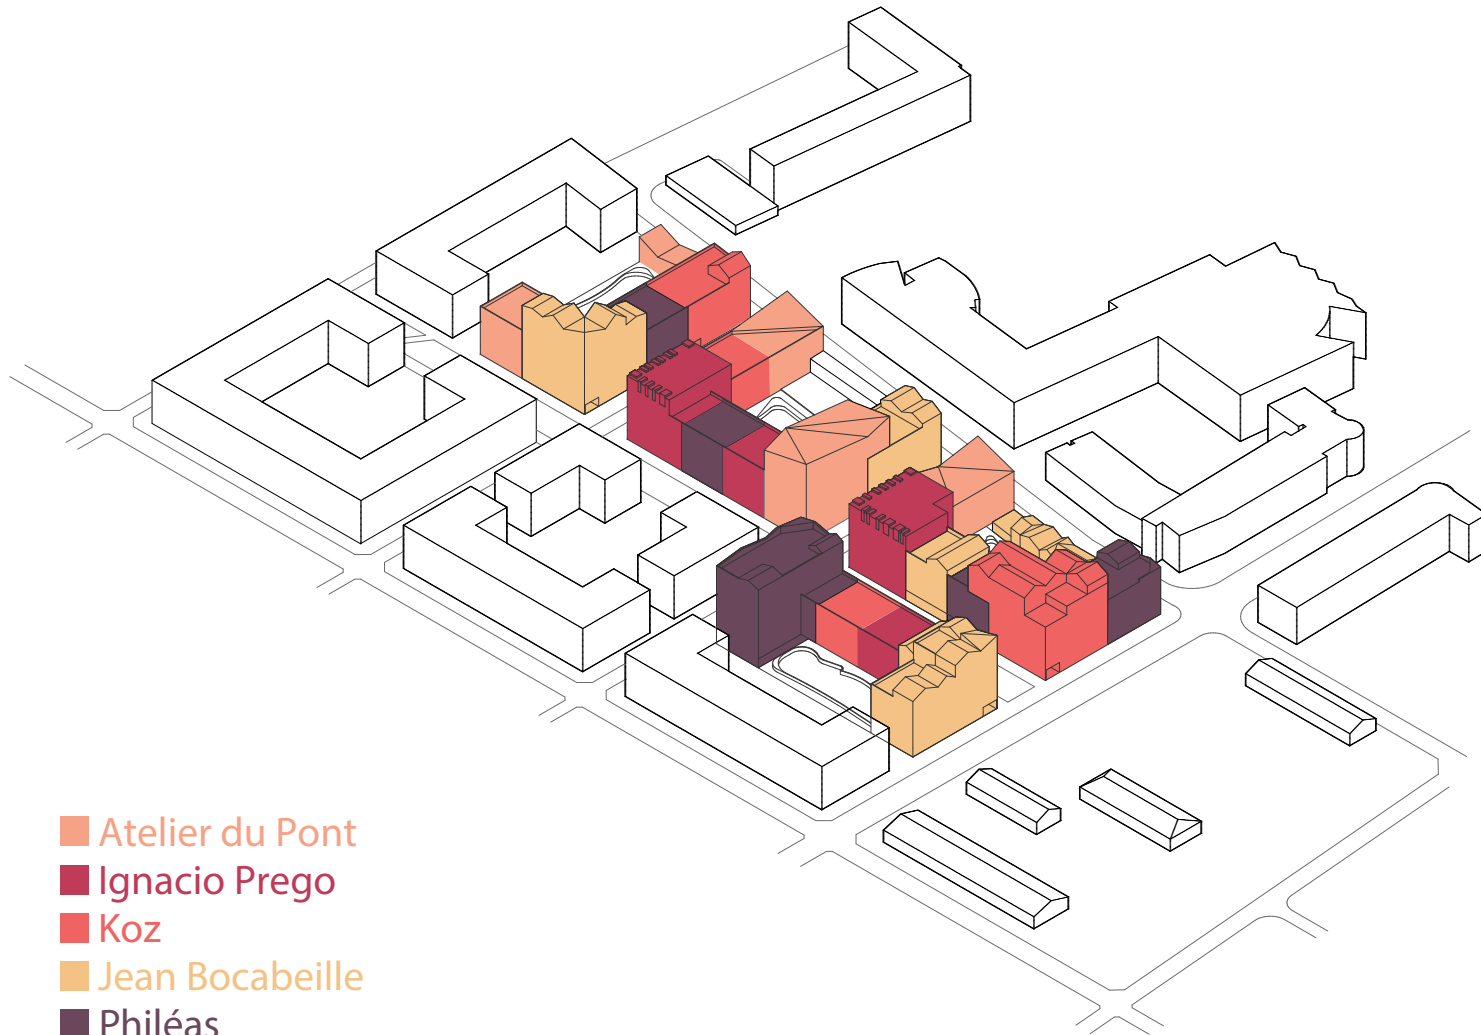 Atelier du Pont
Ignacio Prego
Koz
Jean Bocabeille
Philéas